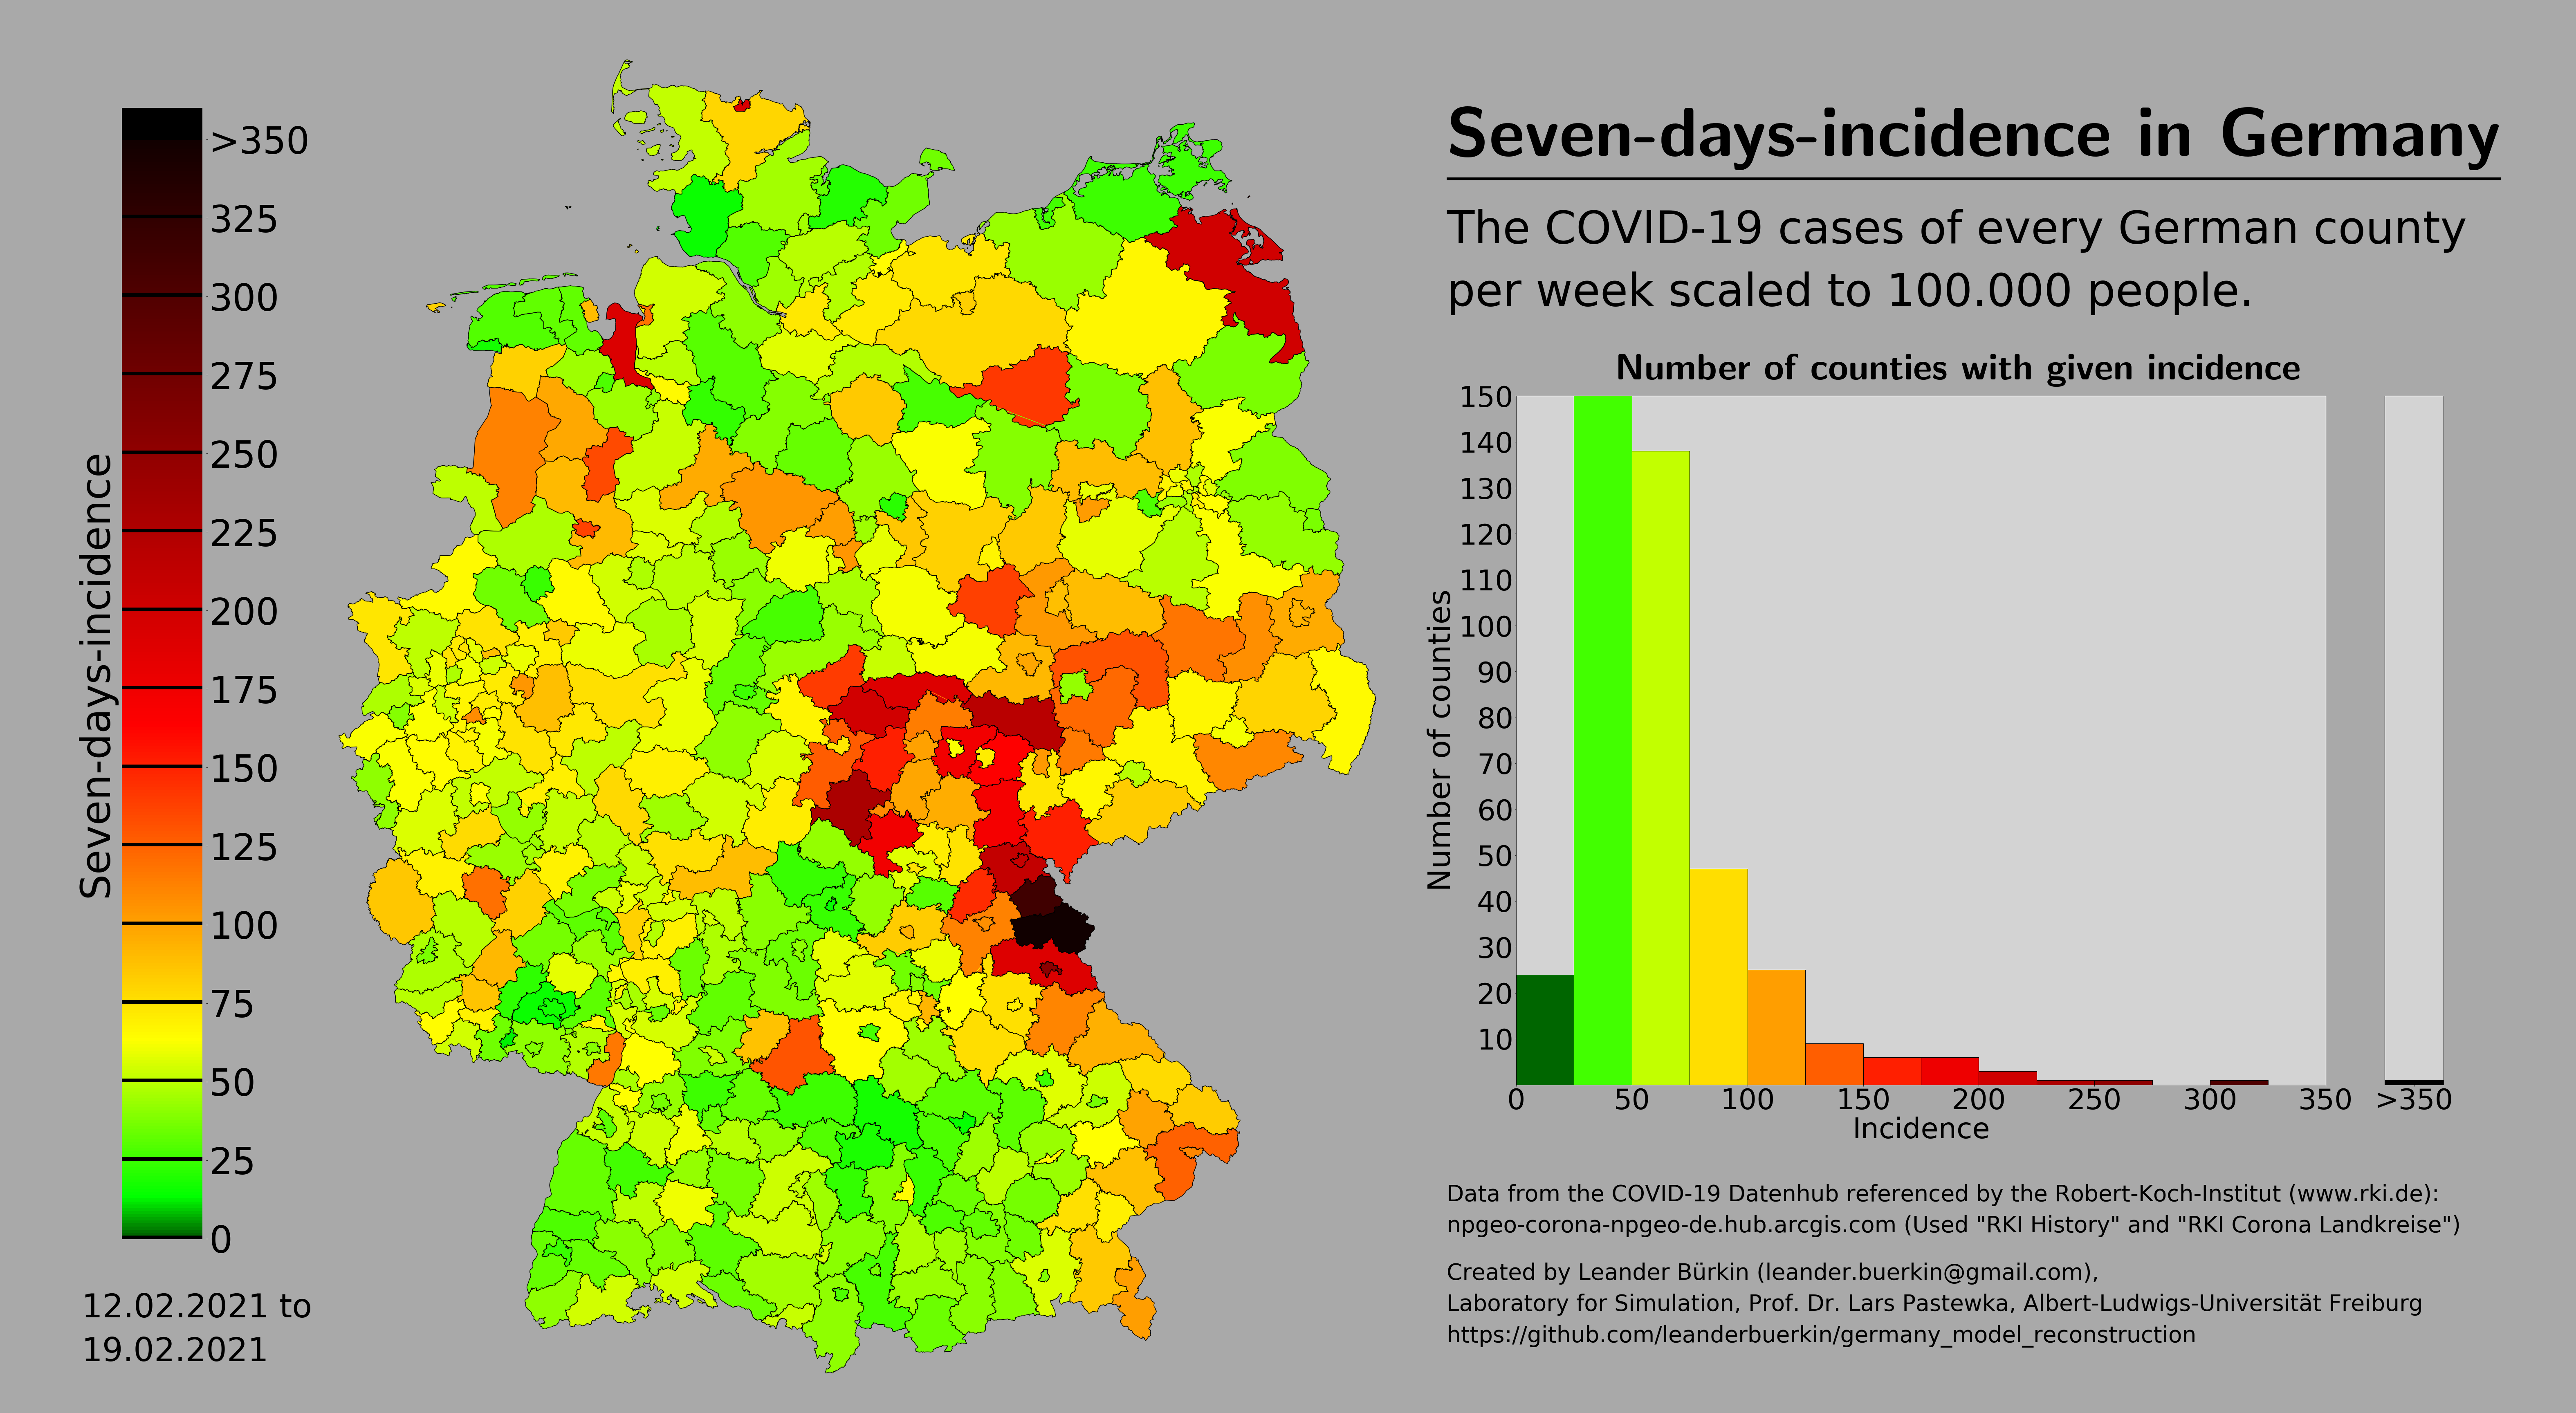 Seven-days-incidence in Germany
The COVID-19 cases of every German county
per week scaled to 100.000 people.
>350
325
300
275
250
225
200
175
150
125
100
75
50
25
0
Seven-days-incidence
12.02.2021 to
19.02.2021
Number of counties with given incidence
150
140
130
120
110
100
90
80
70
60
50
40
30
20
10
Number of counties
0 50 100 150 200 250 300 350 >350
Incidence
Data from the COVID-19 Datenhub referenced by the Robert-Koch-Institut (www.rki.de):
npgeo-corona-npgeo-de.hub.arcgis.com (Used "RKI History" and "RKI Corona Landkreise")
Created by Leander Bürkin (leander.buerkin@gmail.com),
Laboratory for Simulation, Prof. Dr. Lars Pastewka, Albert-Ludwigs-Universität Freiburg
https://github.com/leanderbuerkin/germany_model_reconstruction